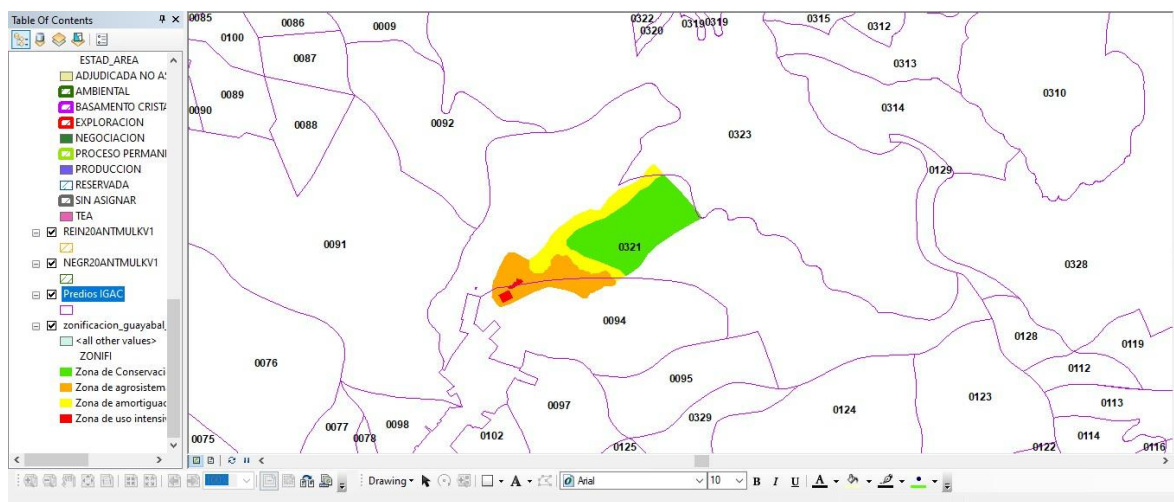 Table Of Contents
ESTAD_AREA
ADJUDICADA NO A
AMBIENTAL
BASAMENTO CRISTA
EXPLORACION
NEGOCIACION
PROCESO PERMANI
PRODUCCION
RESERVADA
SIN ASIGNAR
TEA
REIN20ANTMULKV1
NEGR20ANTMULKV1
Predios IGAC
zonificacion_guayabal_
<all other values>
ZONIFI
Zona de Conservaci
Zona de agrosistem
Zona de amortiguac
Zona de uso intensi
0085 0086 0009 0322 0319 0319 0315 0312
0100 0320
0087 0313
0089 0310
0090 0088 0092 0314
0323
0129
0091 0321
0328
0094
0128 0119
0076 0112
0095
0097 0123 0113
0124
0077 0098 0329
0075 0078 0102 0125 0122 0114 0116
Drawing Arial 10 B I U A